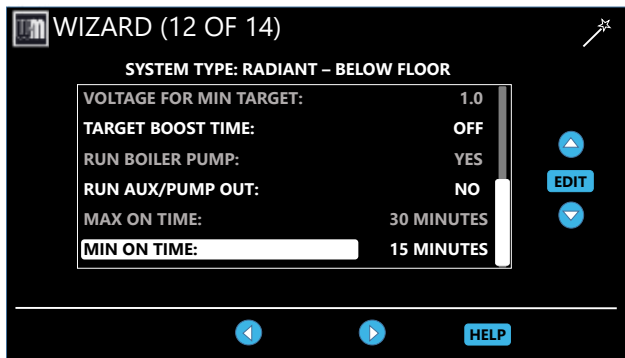 WM WIZARD (12 OF 14)
SYSTEM TYPE: RADIANT – BELOW FLOOR
VOLTAGE FOR MIN TARGET: 1.0
TARGET BOOST TIME: OFF
RUN BOILER PUMP: YES
RUN AUX/PUMP OUT: NO
MAX ON TIME: 30 MINUTES
EDIT
MIN ON TIME: 15 MINUTES
HELP